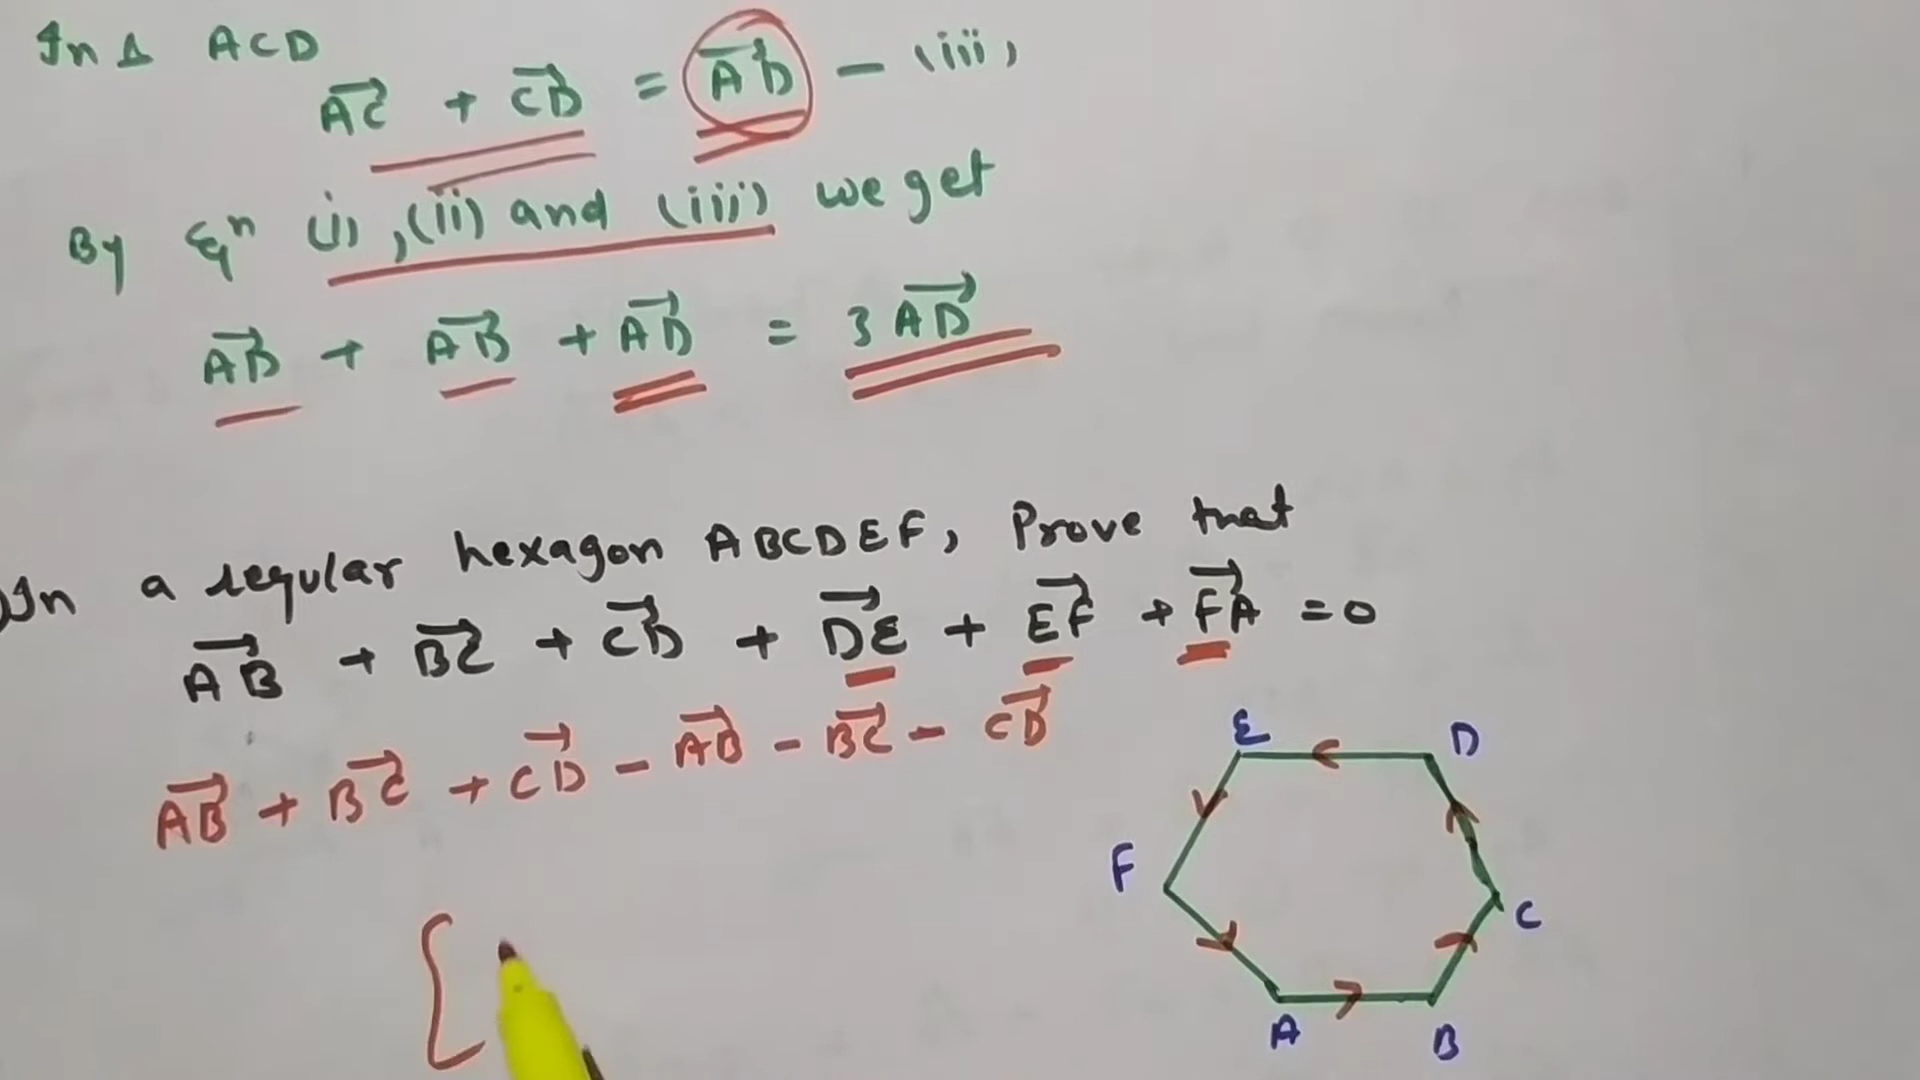 In Δ ACD
AC + CD = AD - (iii)
By Eqn (i), (ii) and (iii) we get
AD + AD + AD = 3 AD
In a regular hexagon ABCDEF, Prove that
AB + BC + CD + DE + EF + FA = 0
AB + BC + CD - AB - BC - CD
E
D
F
C
A
B